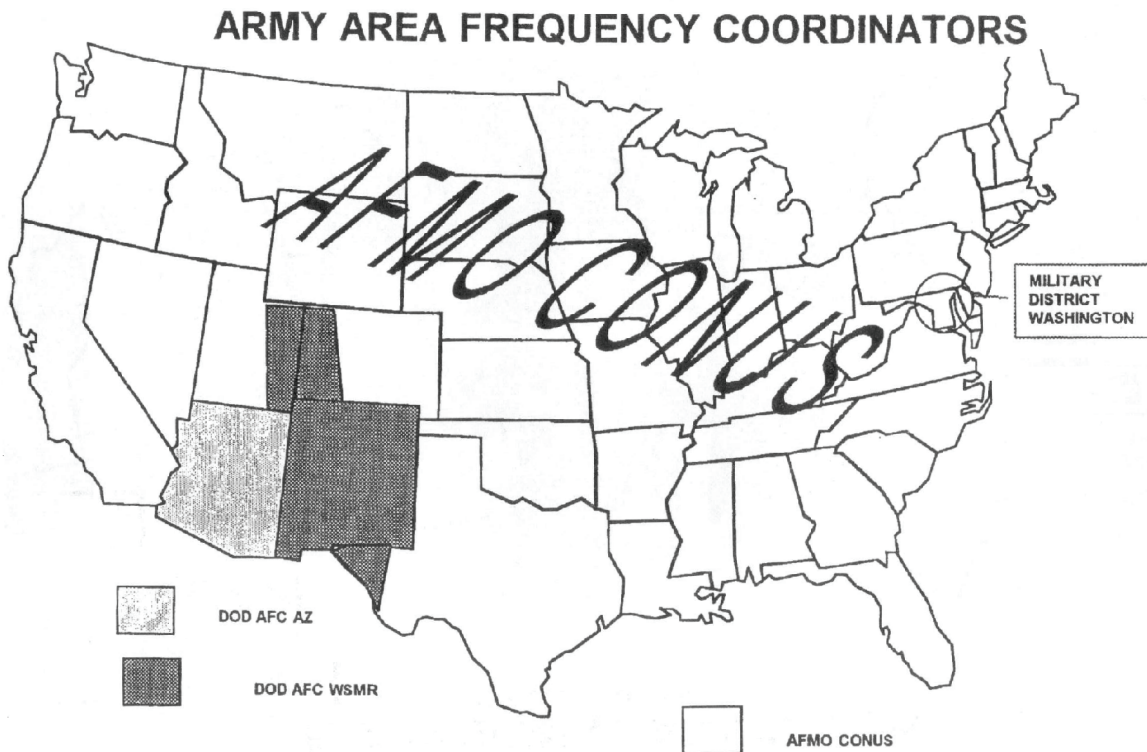 ARMY AREA FREQUENCY COORDINATORS
AFMO CONUS
MILITARY
DISTRICT
WASHINGTON
DOD AFC AZ
DOD AFC WSMR
AFMO CONUS